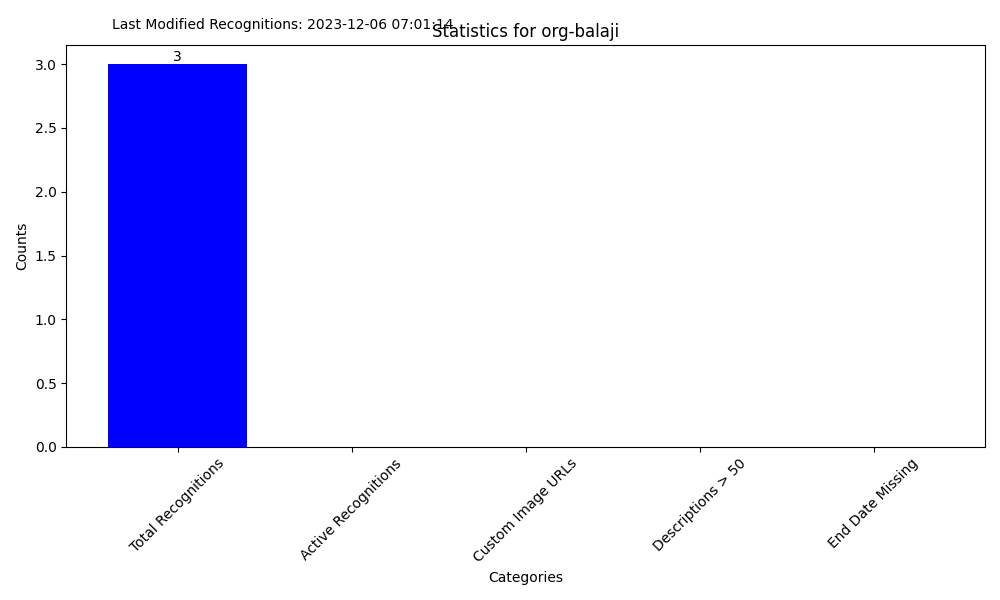 Last Modified Recognitions: 2023-12-06 07:01:14
Statistics for org-balaji
3
3.0
2.5
2.0
1.5
1.0
0.5
0.0
Counts
Total Recognitions
Active Recognitions
Custom Image URLs
Descriptions > 50
End Date Missing
Categories